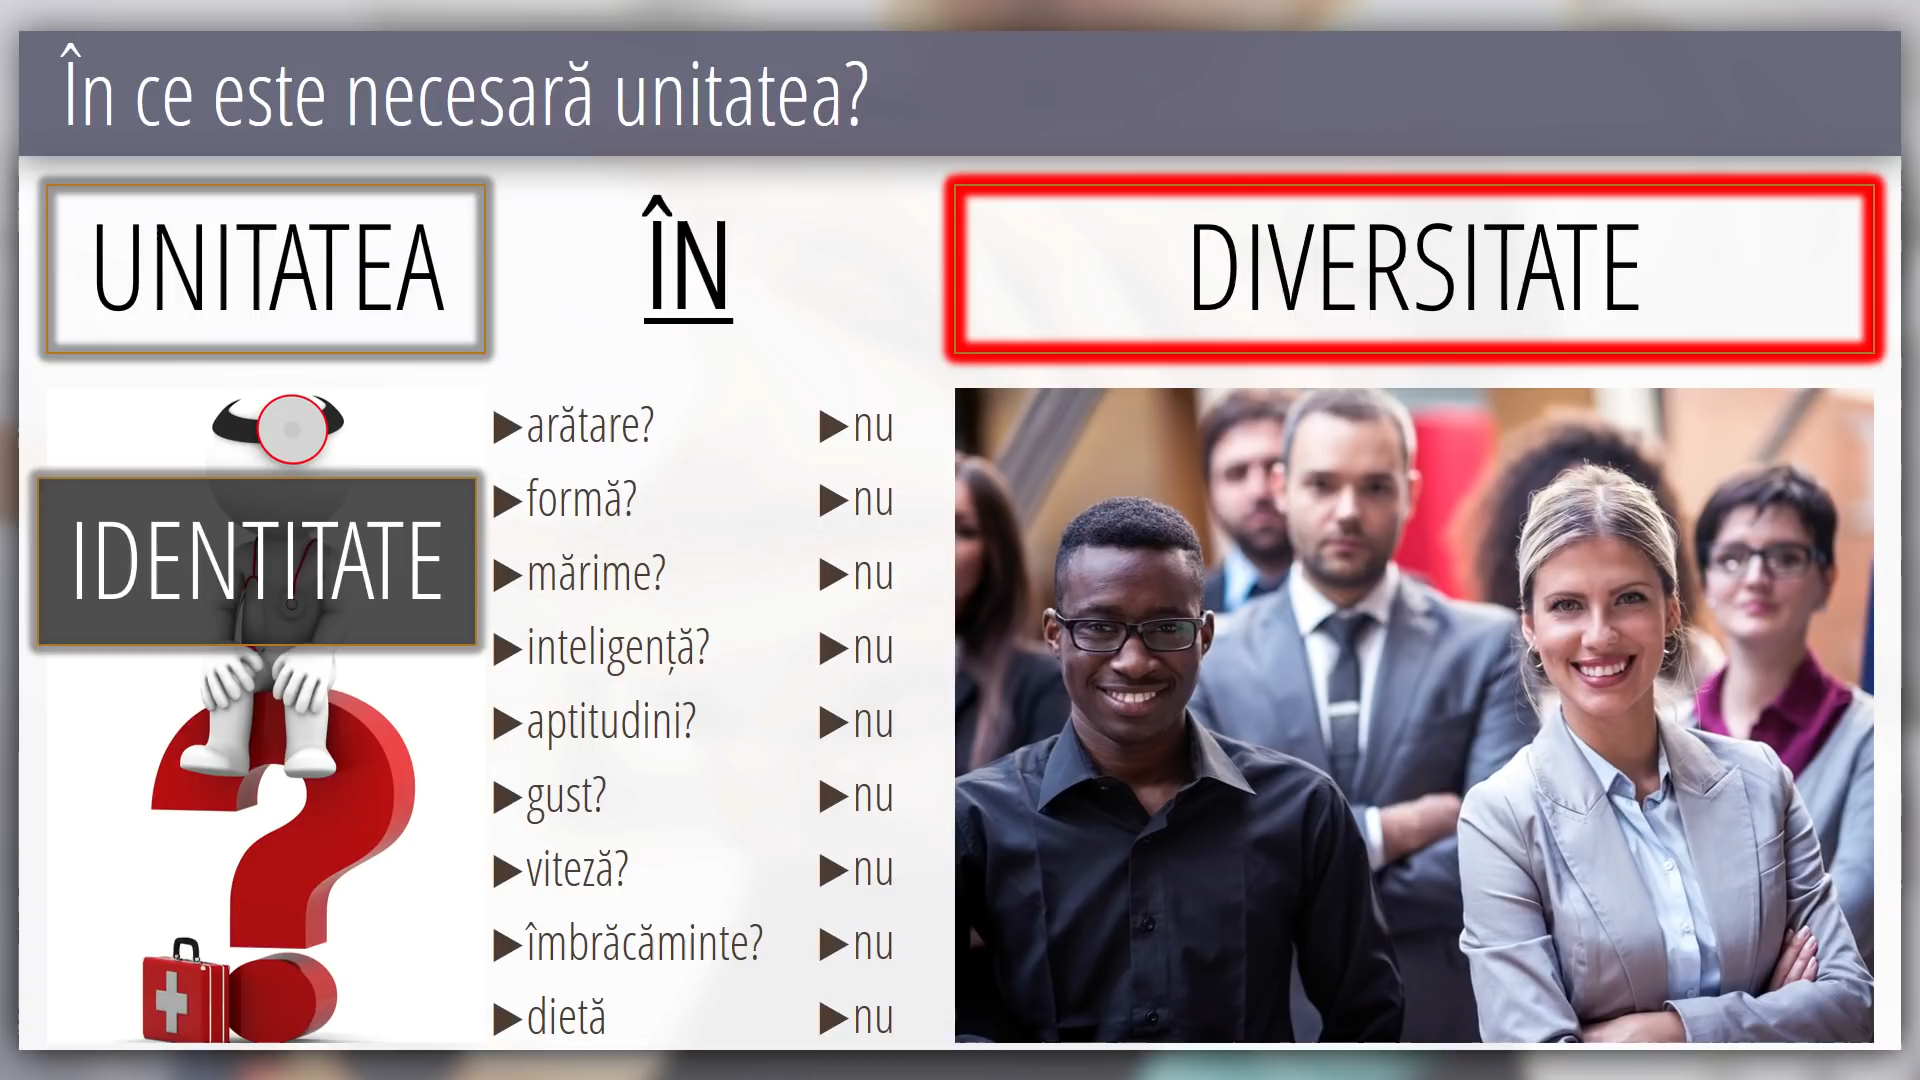 În ce este necesară unitatea?
UNITATEA ÎN DIVERSITATE
IDENTITATE
▶arătare? ▶nu
▶formă? ▶nu
▶mărime? ▶nu
▶inteligență? ▶nu
▶aptitudini? ▶nu
▶gust? ▶nu
▶viteză? ▶nu
▶îmbrăcăminte? ▶nu
▶dietă ▶nu